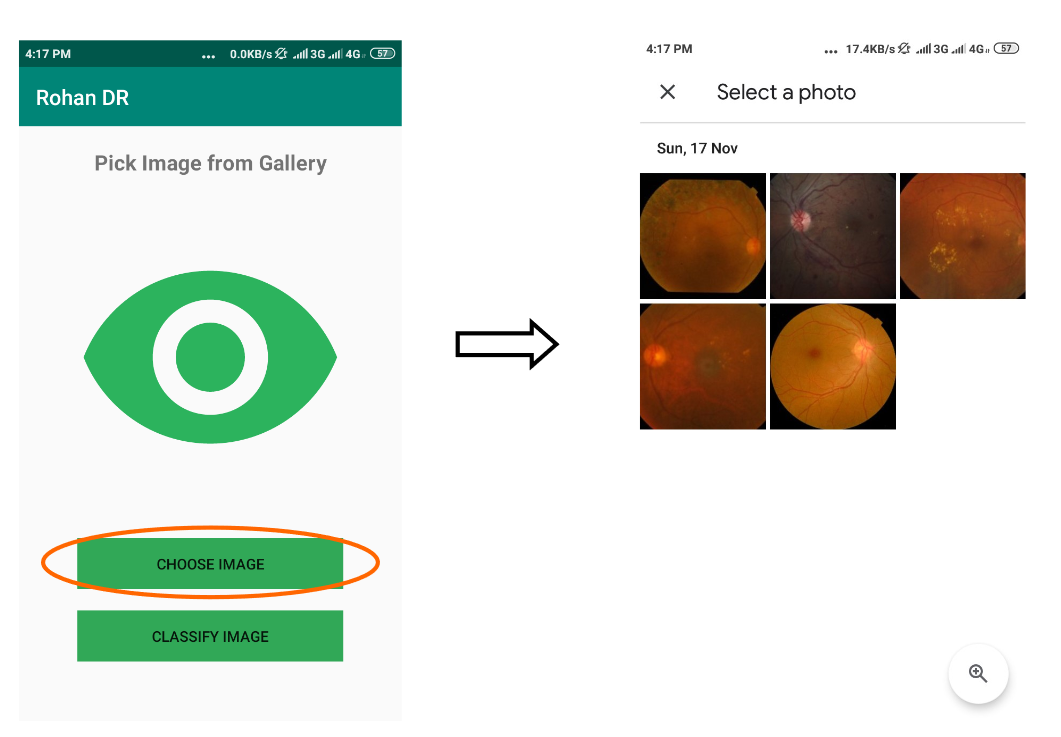 4:17 PM ... 0.0KB/s 3G 4G 57
Rohan DR
Pick Image from Gallery
CHOOSE IMAGE
CLASSIFY IMAGE
4:17 PM ... 17.4KB/s 3G 4G 57
Select a photo
Sun, 17 Nov